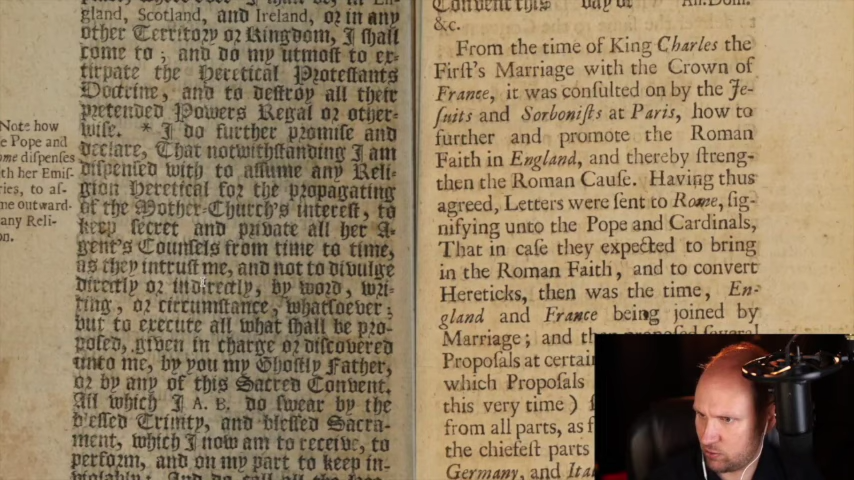 gland, Scotland, and Ireland, or in any
other Territory or Kingdom, I shall
come to; and do my utmost to ex-
tirpate the Heretical Protestants
Doctrine, and to destroy all their
pretended Powers Regal or other-
wise. * I do further promise and
declare, That notwithstanding I am
dispensed with to assume any Reli-
gion Heretical for the propagating
of the Mother-Church's interest, to
keep secret and private all her A-
gent's Counsels from time to time,
as they intrust me, and not to divulge
directly or indirectly, by word, wri-
ting, or circumstance, whatsoever;
but to execute all what shall be pro-
posed, given in charge or discovered
unto me, by you my Ghostly Father,
or by any of this Sacred Convent.
All which I A. B. do swear by the
blessed Trinity, and blessed Sacra-
ment, which I now am to receive, to
perform, and on my part to keep in-
violably: And do call all the
Note how
e Pope and
ome dispenses
th her Emis-
ries, to as-
me outward-
any Reli-
on.
Convent this day of An. Dom.
&c.
From the time of King Charles the
Firſt's Marriage with the Crown of
France, it was conſulted on by the Je-
ſuits and Sorboniſts at Paris, how to
further and promote the Roman
Faith in England, and thereby ſtreng-
then the Roman Cauſe. Having thus
agreed, Letters were ſent to Rome, ſig-
nifying unto the Pope and Cardinals,
That in caſe they expected to bring
in the Roman Faith, and to convert
Hereticks, then was the time, En-
gland and France being joined by
Marriage; and
Proposals at certain
which Propoſals
this very time)
from all parts, as
the chiefeſt parts
Germany, and